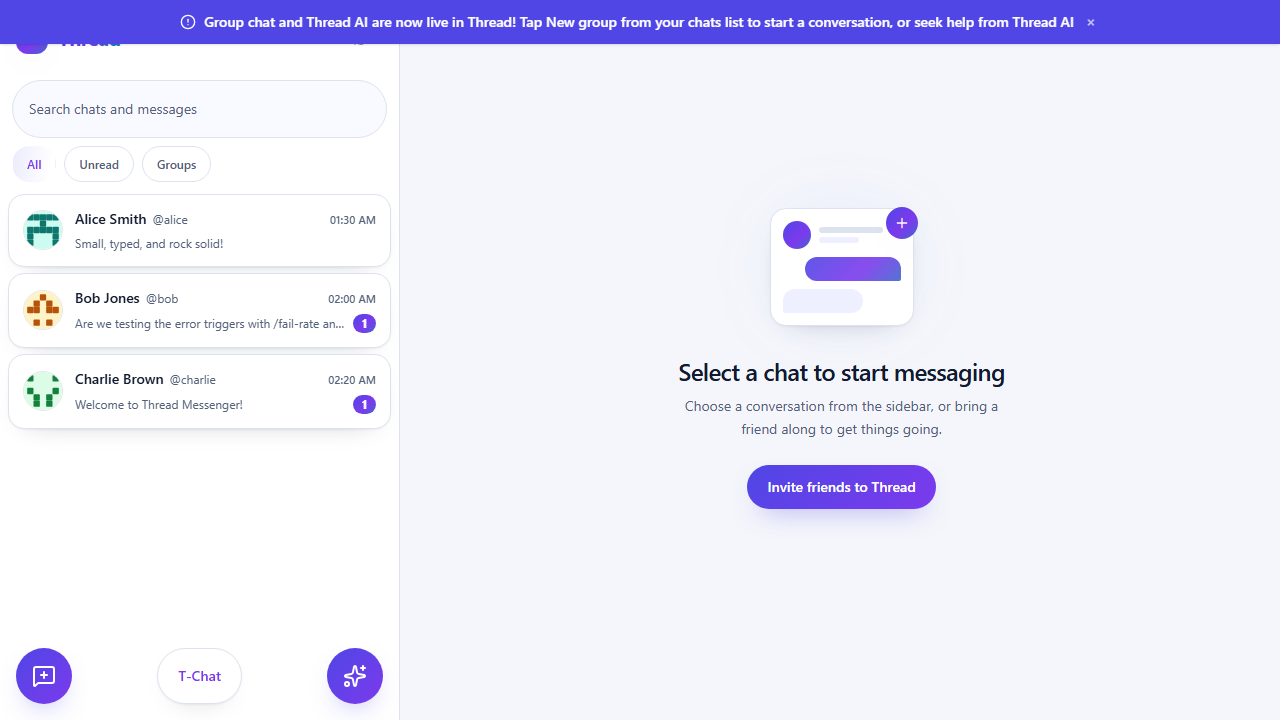 Group chat and Thread AI are now live in Thread! Tap New group from your chats list to start a conversation, or seek help from Thread AI ×
Thread
Search chats and messages
All Unread Groups
Alice Smith @alice 01:30 AM
Small, typed, and rock solid!
Bob Jones @bob 02:00 AM
Are we testing the error triggers with /fail-rate an... 1
Charlie Brown @charlie 02:20 AM
Welcome to Thread Messenger! 1
Select a chat to start messaging
Choose a conversation from the sidebar, or bring a
friend along to get things going.
Invite friends to Thread
T-Chat